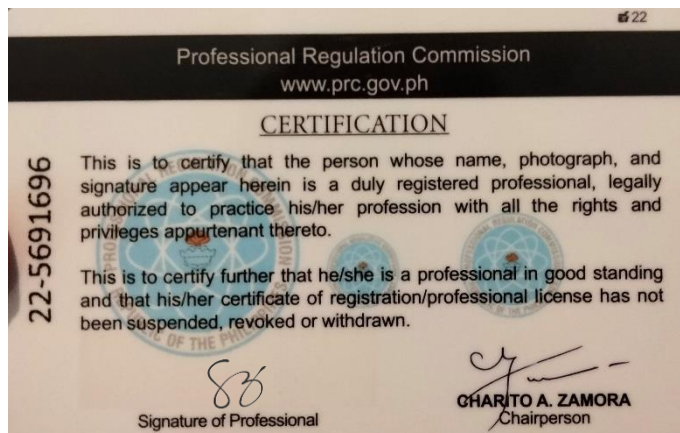 22
Professional Regulation Commission
www.prc.gov.ph
CERTIFICATION
22-5691696
This is to certify that the person whose name, photograph, and
signature appear herein is a duly registered professional, legally
authorized to practice his/her profession with all the rights and
privileges appurtenant thereto.
This is to certify further that he/she is a professional in good standing
and that his/her certificate of registration/professional license has not
been suspended, revoked or withdrawn.
Signature of Professional
CHARITO A. ZAMORA
Chairperson